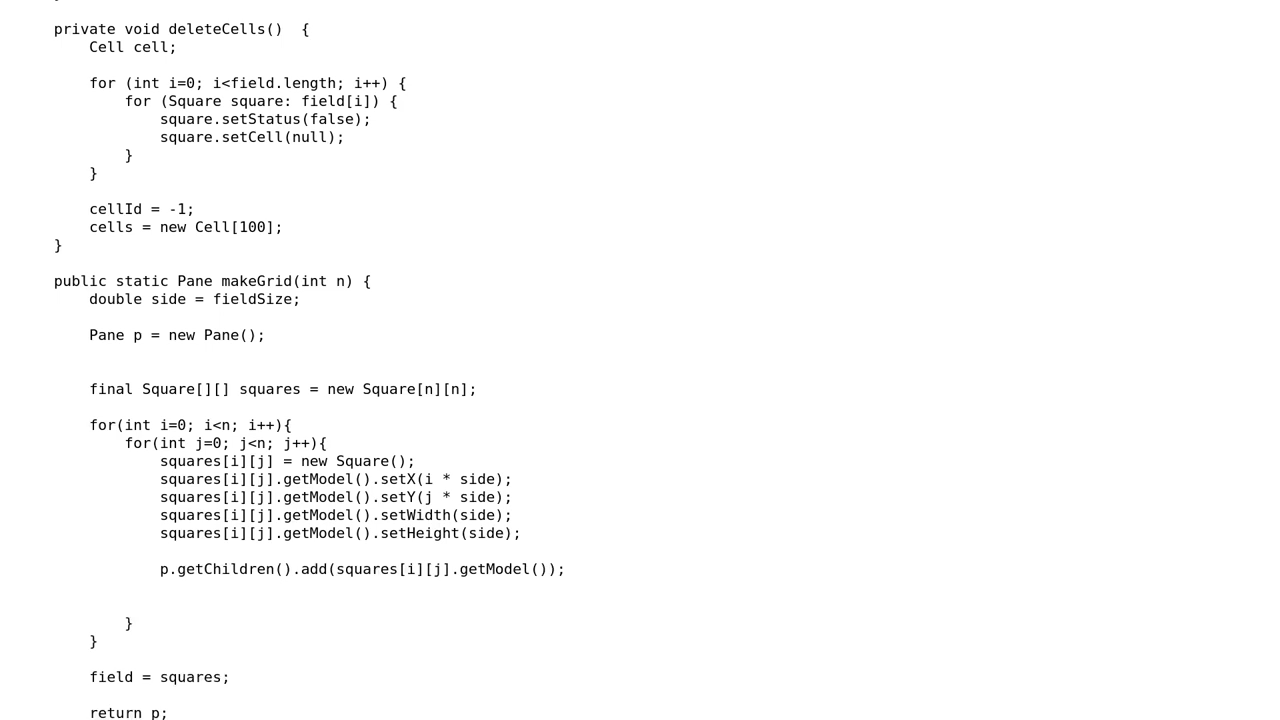 private void deleteCells()  {
    Cell cell;

    for (int i=0; i<field.length; i++) {
        for (Square square: field[i]) {
            square.setStatus(false);
            square.setCell(null);
        }
    }

    cellId = -1;
    cells = new Cell[100];
}

public static Pane makeGrid(int n) {
    double side = fieldSize;

    Pane p = new Pane();


    final Square[][] squares = new Square[n][n];

    for(int i=0; i<n; i++){
        for(int j=0; j<n; j++){
            squares[i][j] = new Square();
            squares[i][j].getModel().setX(i * side);
            squares[i][j].getModel().setY(j * side);
            squares[i][j].getModel().setWidth(side);
            squares[i][j].getModel().setHeight(side);

            p.getChildren().add(squares[i][j].getModel());


        }
    }

    field = squares;

    return p;